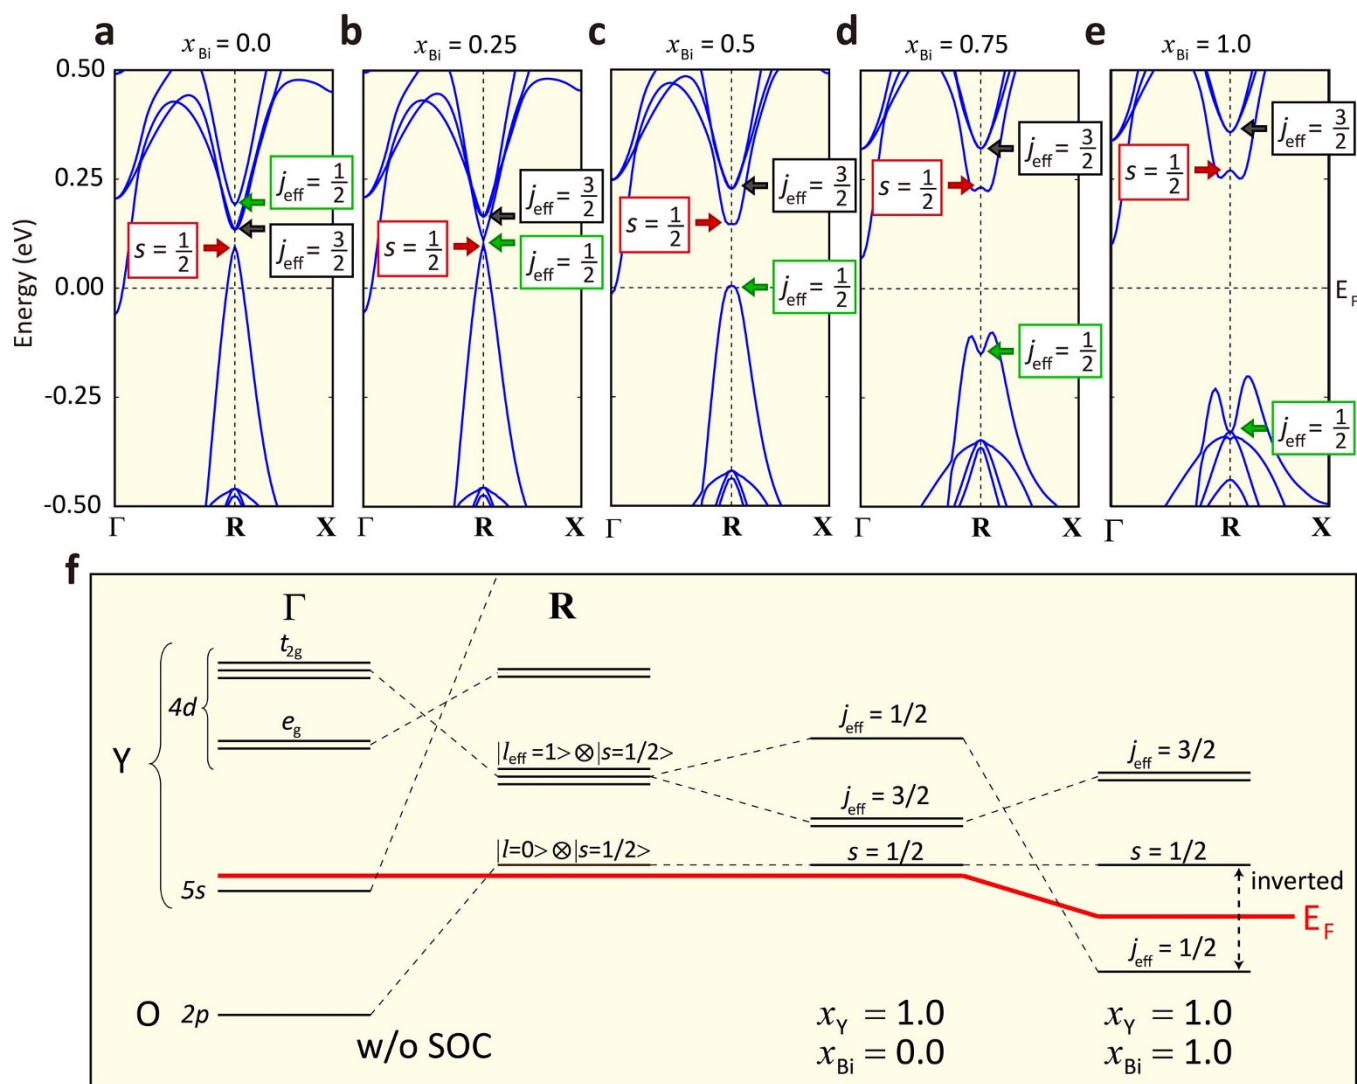 a x_Bi = 0.0
b x_Bi = 0.25
c x_Bi = 0.5
d x_Bi = 0.75
e x_Bi = 1.0
Energy (eV)
0.50
0.25
0.00
-0.25
-0.50
j_eff = 1/2
s = 1/2
j_eff = 3/2
Γ R X
j_eff = 3/2
s = 1/2
j_eff = 1/2
Γ R X
j_eff = 3/2
s = 1/2
j_eff = 1/2
Γ R X
j_eff = 3/2
s = 1/2
j_eff = 1/2
Γ R X
j_eff = 3/2
s = 1/2
E_F
j_eff = 1/2
Γ R X
f
Γ R
t_2g
4d
e_g
Y
5s
O 2p
w/o SOC
|l_eff =1> ⊗ |s=1/2>
|l=0> ⊗ |s=1/2>
j_eff = 1/2
j_eff = 3/2
s = 1/2
x_Y = 1.0
x_Bi = 0.0
j_eff = 3/2
s = 1/2
inverted
E_F
j_eff = 1/2
x_Y = 1.0
x_Bi = 1.0